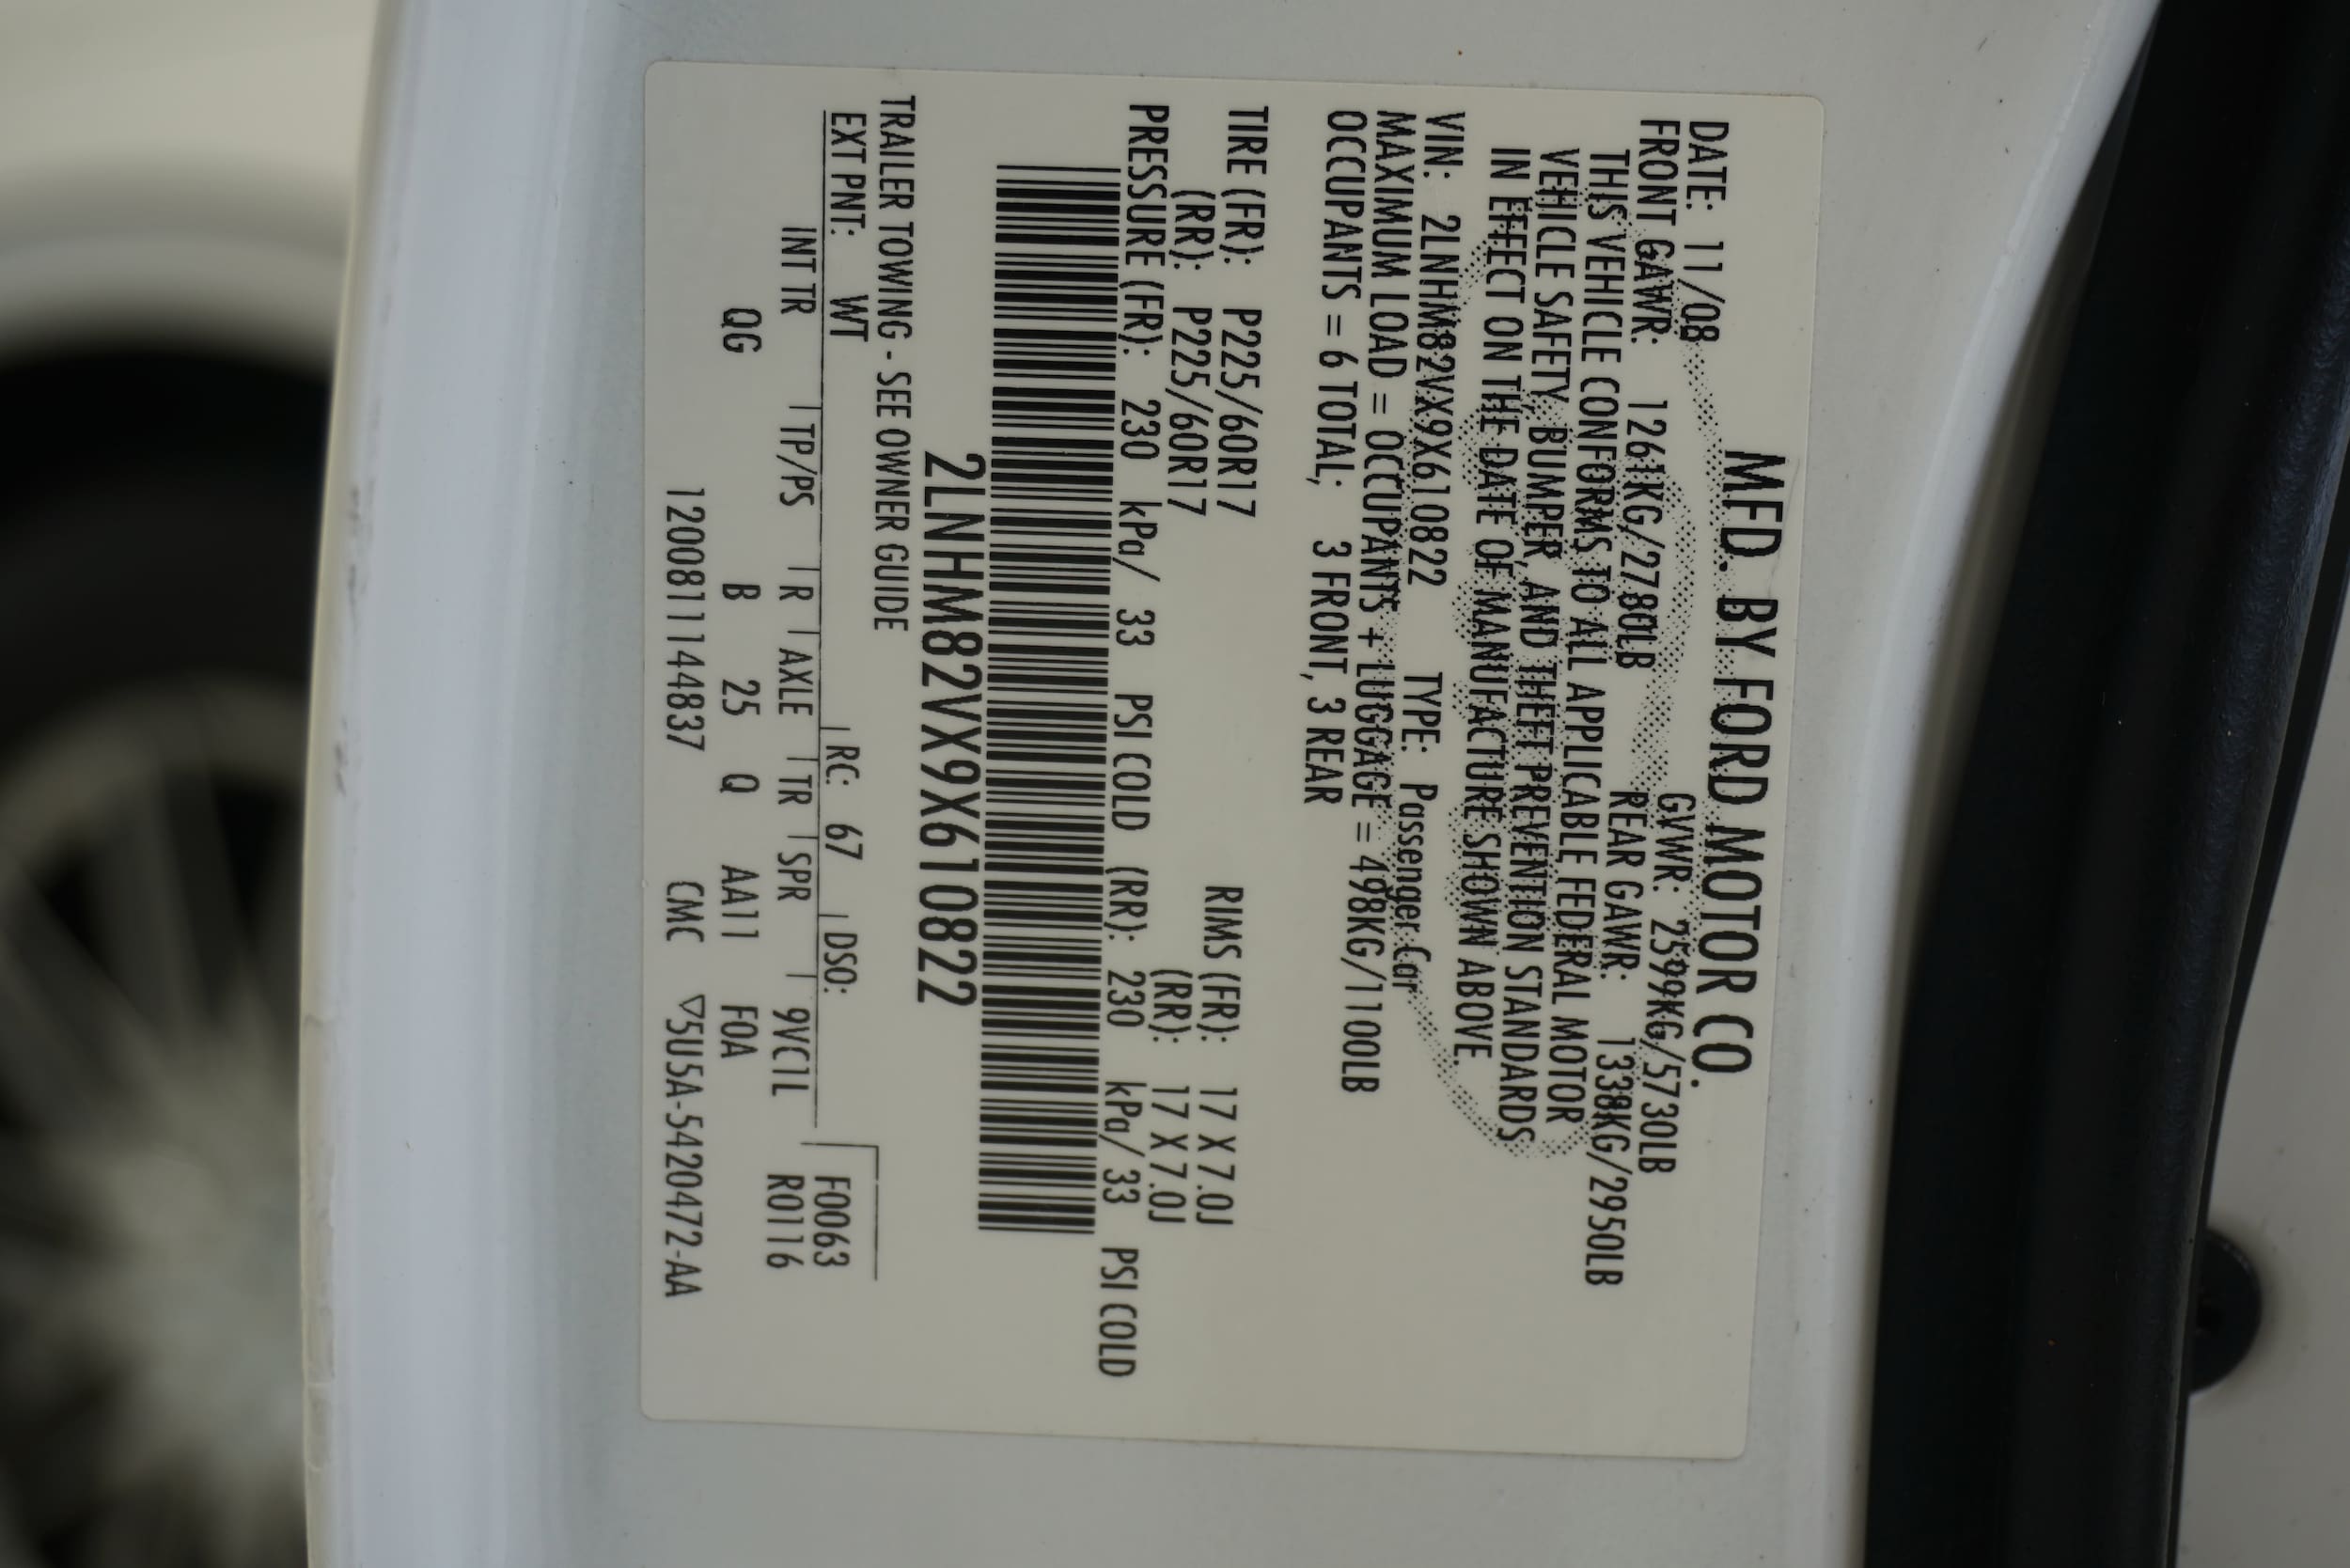 MFD. BY FORD MOTOR CO.
DATE: 11/08 GVWR: 2599KG/5730LB
FRONT GAWR: 1261KG/2780LB REAR GAWR: 1338KG/2950LB
THIS VEHICLE CONFORMS TO ALL APPLICABLE FEDERAL MOTOR
VEHICLE SAFETY, BUMPER, AND THEFT PREVENTION STANDARDS
IN EFFECT ON THE DATE OF MANUFACTURE SHOWN ABOVE.
VIN: 2LNHM82VX9X610822 TYPE: Passenger Car
MAXIMUM LOAD = OCCUPANTS + LUGGAGE = 498KG/1100LB
OCCUPANTS = 6 TOTAL; 3 FRONT, 3 REAR
TIRE (FR): P225/60R17 RIMS (FR): 17 X 7.0J
(RR): P225/60R17 (RR): 17 X 7.0J
PRESSURE (FR): 230 kPa/ 33 PSI COLD (RR): 230 kPa/33 PSI COLD
2LNHM82VX9X610822
TRAILER TOWING - SEE OWNER GUIDE
EXT PNT: WT RC: 67 DSO: F0063
INT TR TP/PS R AXLE TR SPR 9VC1L R0116
QG B 25 Q AA11 F0A
120081114483​7 CMC ▽5U5A-5420472-AA